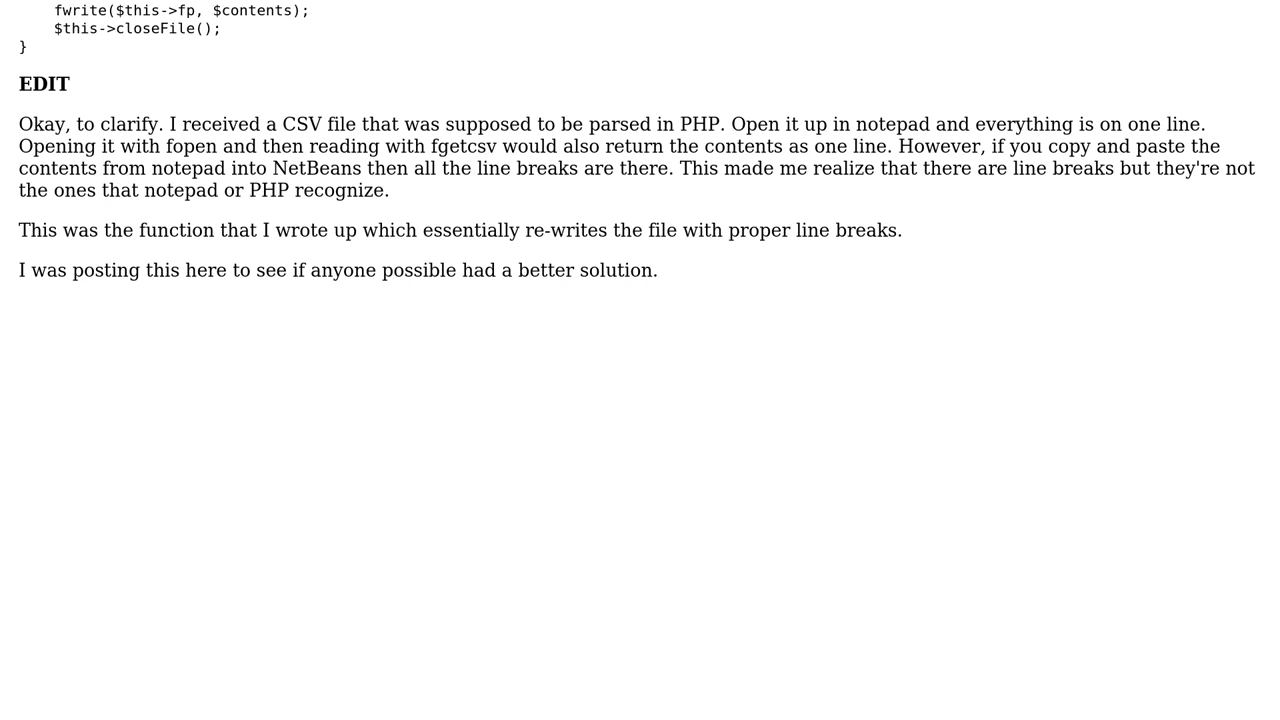 fwrite($this->fp, $contents);
    $this->closeFile();
}
EDIT
Okay, to clarify. I received a CSV file that was supposed to be parsed in PHP. Open it up in notepad and everything is on one line.
Opening it with fopen and then reading with fgetcsv would also return the contents as one line. However, if you copy and paste the
contents from notepad into NetBeans then all the line breaks are there. This made me realize that there are line breaks but they're not
the ones that notepad or PHP recognize.
This was the function that I wrote up which essentially re-writes the file with proper line breaks.
I was posting this here to see if anyone possible had a better solution.